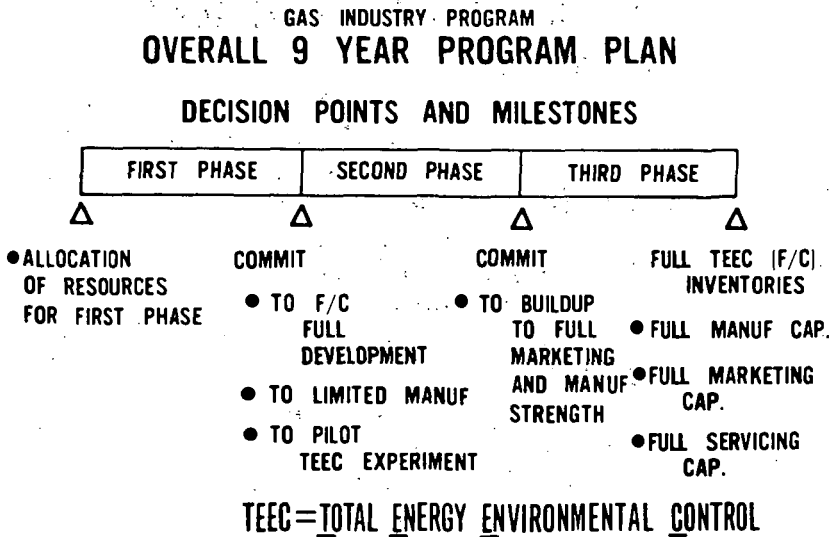 GAS INDUSTRY PROGRAM
OVERALL 9 YEAR PROGRAM PLAN
DECISION POINTS AND MILESTONES
FIRST PHASE
SECOND PHASE
THIRD PHASE
●ALLOCATION
OF RESOURCES
FOR FIRST PHASE
COMMIT
● TO F/C
FULL
DEVELOPMENT
● TO LIMITED MANUF
● TO PILOT
TEEC EXPERIMENT
COMMIT
● TO BUILDUP
TO FULL
MARKETING
AND MANUF
STRENGTH
FULL TEEC (F/C)
INVENTORIES
● FULL MANUF CAP.
●FULL MARKETING
CAP.
●FULL SERVICING
CAP.
TEEC=TOTAL ENERGY ENVIRONMENTAL CONTROL